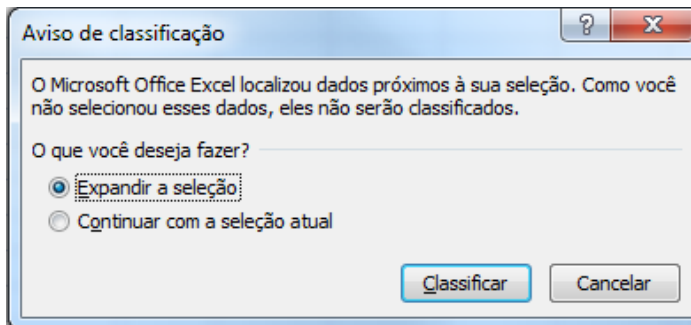 Aviso de classificação
O Microsoft Office Excel localizou dados próximos à sua seleção. Como você
não selecionou esses dados, eles não serão classificados.
O que você deseja fazer?
Expandir a seleção
Continuar com a seleção atual
Classificar Cancelar